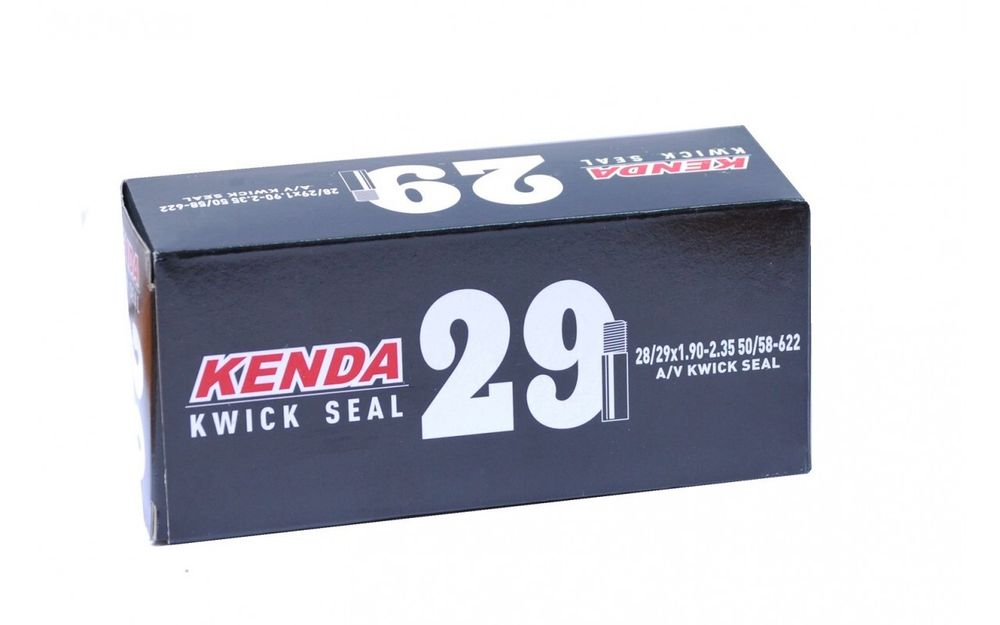 KENDA
KWICK SEAL
29
28/29x1.90-2.35 50/58-622
A/V KWICK SEAL
KENDA
KWICK SEAL
29
28/29x1.90-2.35 50/58-622
A/V KWICK SEAL
KENDA